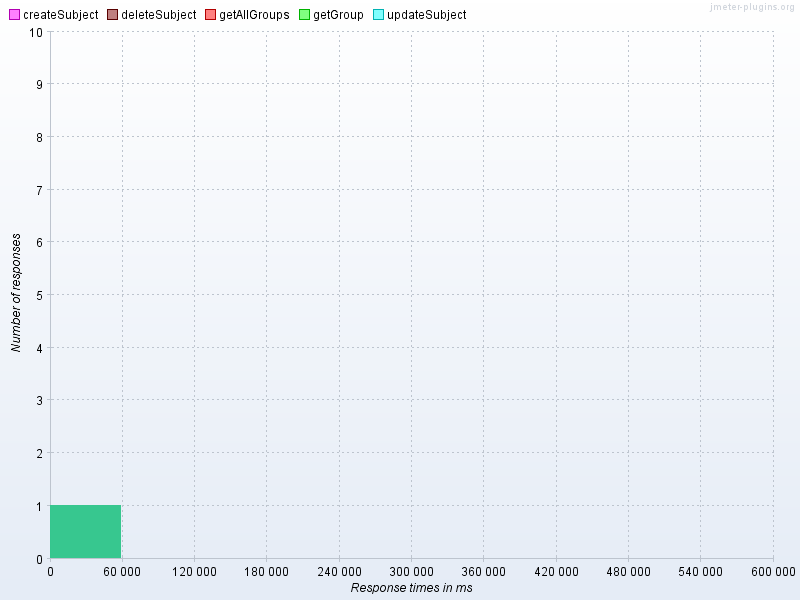 jmeter-plugins.org
createSubject deleteSubject getAllGroups getGroup updateSubject
10
9
8
7
6
5
4
3
2
1
0
Number of responses
0 60 000 120 000 180 000 240 000 300 000 360 000 420 000 480 000 540 000 600 000
Response times in ms